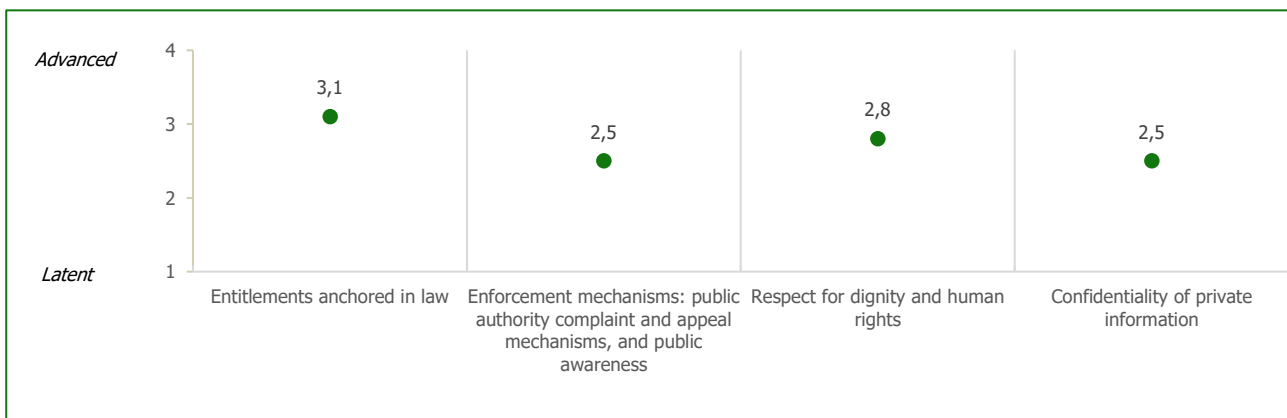 Advanced
4
3
2
1
Latent
3,1
2,5
2,8
2,5
Entitlements anchored in law
Enforcement mechanisms: public
authority complaint and appeal
mechanisms, and public
awareness
Respect for dignity and human
rights
Confidentiality of private
information